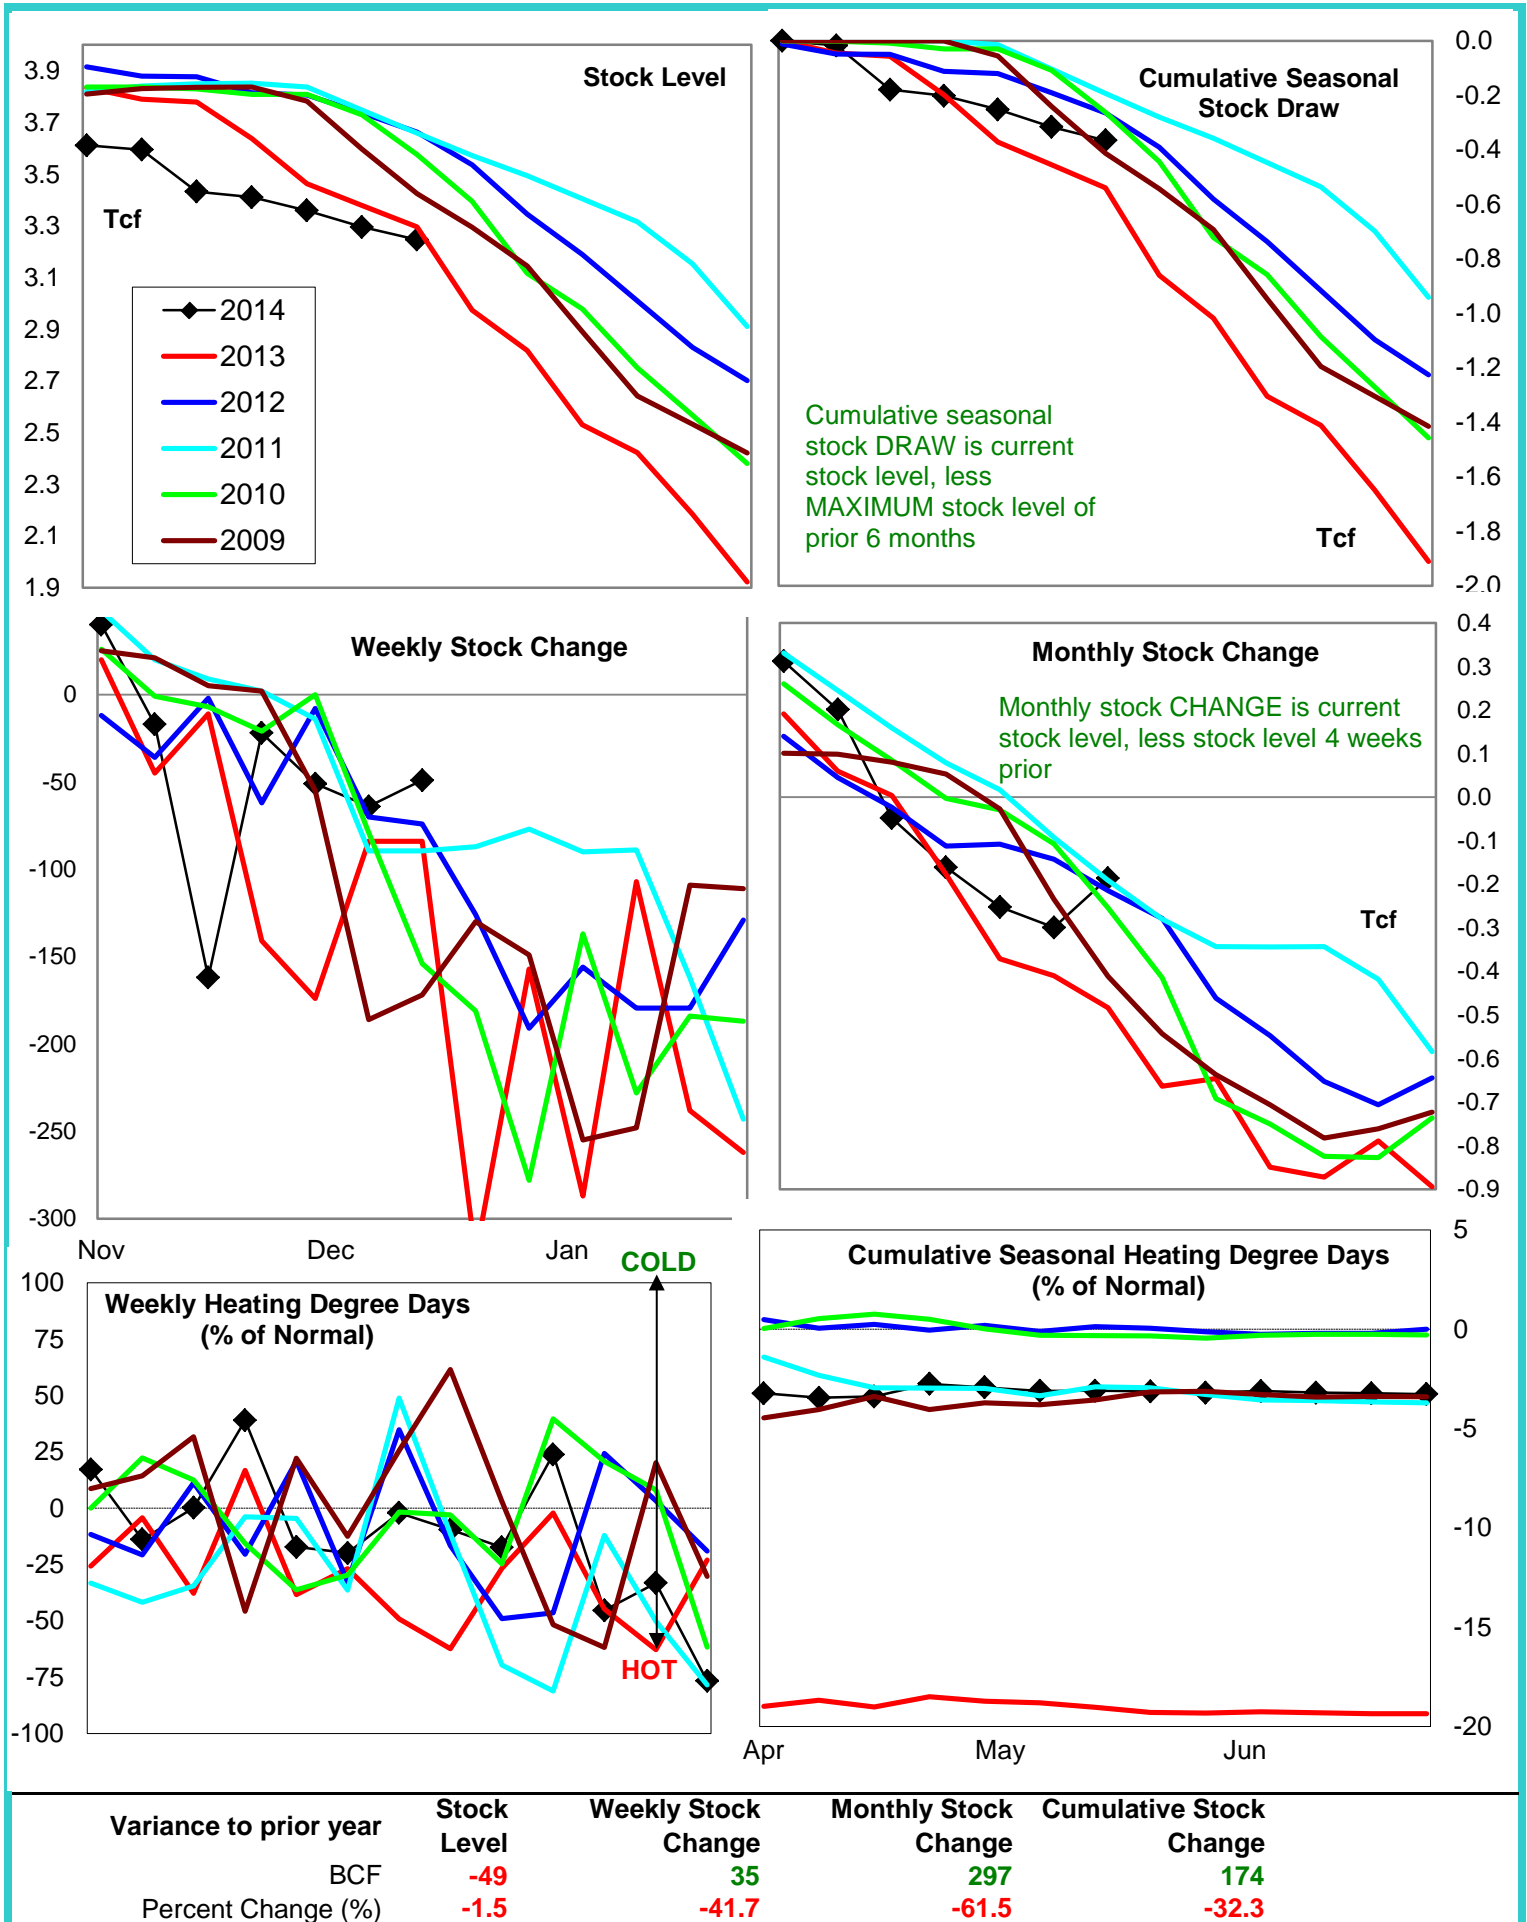 Stock Level
3.9
3.7
3.5
3.3
3.1
2.9
2.7
2.5
2.3
2.1
1.9
Tcf
2014
2013
2012
2011
2010
2009
Cumulative Seasonal
Stock Draw
0.0
-0.2
-0.4
-0.6
-0.8
-1.0
-1.2
-1.4
-1.6
-1.8
-2.0
Cumulative seasonal
stock DRAW is current
stock level, less
MAXIMUM stock level of
prior 6 months
Tcf
Weekly Stock Change
0
-50
-100
-150
-200
-250
-300
Nov Dec Jan
Monthly Stock Change
Monthly stock CHANGE is current
stock level, less stock level 4 weeks
prior
Tcf
0.4
0.3
0.2
0.1
0.0
-0.1
-0.2
-0.3
-0.4
-0.5
-0.6
-0.7
-0.8
-0.9
COLD
Weekly Heating Degree Days
(% of Normal)
100
75
50
25
0
-25
-50
-75
-100
HOT
Cumulative Seasonal Heating Degree Days
(% of Normal)
5
0
-5
-10
-15
-20
Apr May Jun
Variance to prior year Stock Level Weekly Stock Change Monthly Stock Change Cumulative Stock Change
BCF -49 35 297 174
Percent Change (%) -1.5 -41.7 -61.5 -32.3